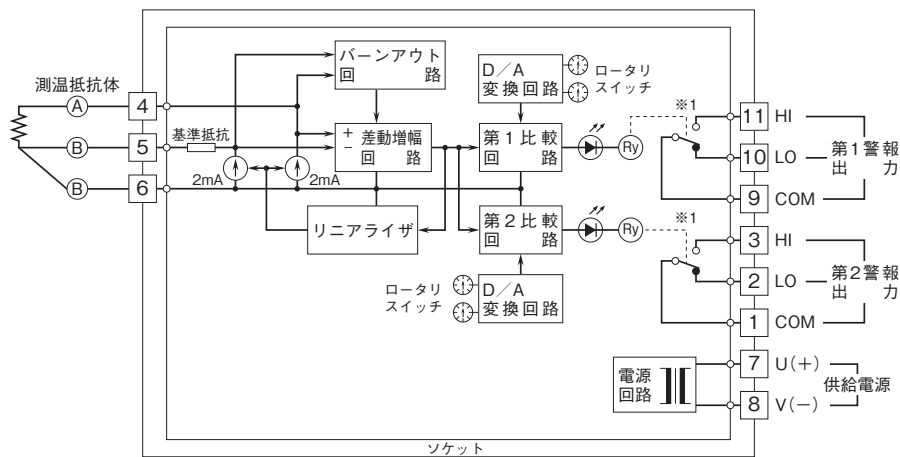 測温抵抗体
A
B
B
4
5
6
基準抵抗
2mA
2mA
バーンアウト
回路
+
-
差動増幅
回路
リニアライザ
D/A
変換回路
ロータリ
スイッチ
第1比較
回路
Ry
※1
第2比較
回路
Ry
※1
ロータリ
スイッチ
D/A
変換回路
11 HI
10 LO
9 COM
第1警報
出力
3 HI
2 LO
1 COM
第2警報
出力
電源
回路
7 U(+)
8 V(-)
供給電源
ソケット